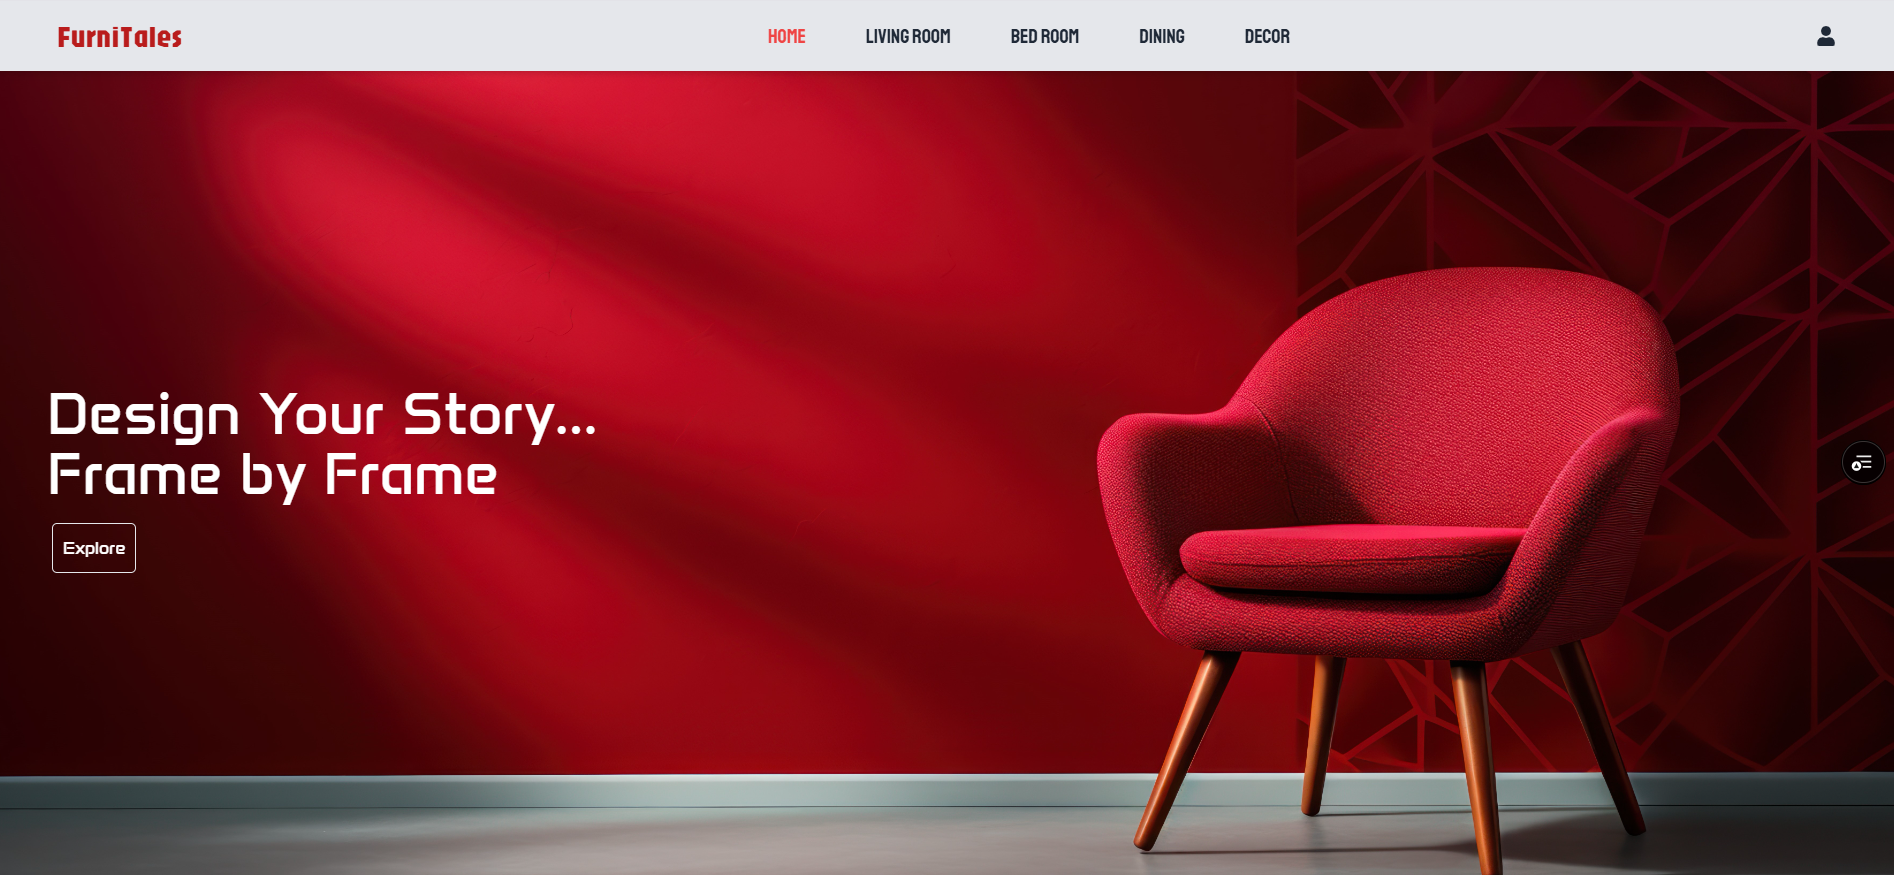 FurniTales
HOME
LIVING ROOM
BED ROOM
DINING
DECOR
Design Your Story...
Frame by Frame
Explore